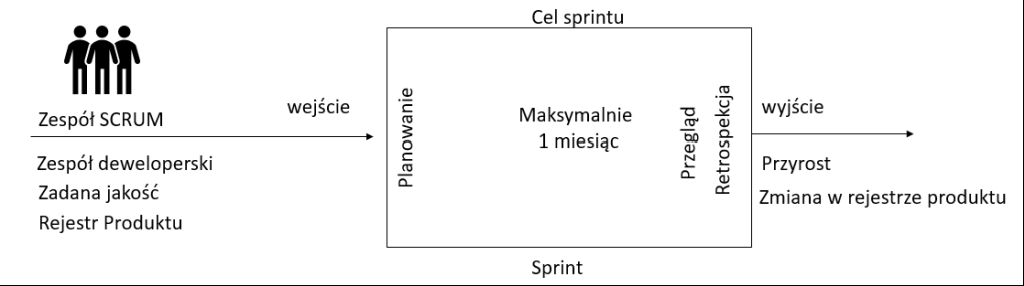 Cel sprintu
Zespół SCRUM
wejście
Zespół deweloperski
Zadana jakość
Rejestr Produktu
Planowanie
Maksymalnie
1 miesiąc
Przegląd
Retrospekcja
wyjście
Przyrost
Zmiana w rejestrze produktu
Sprint